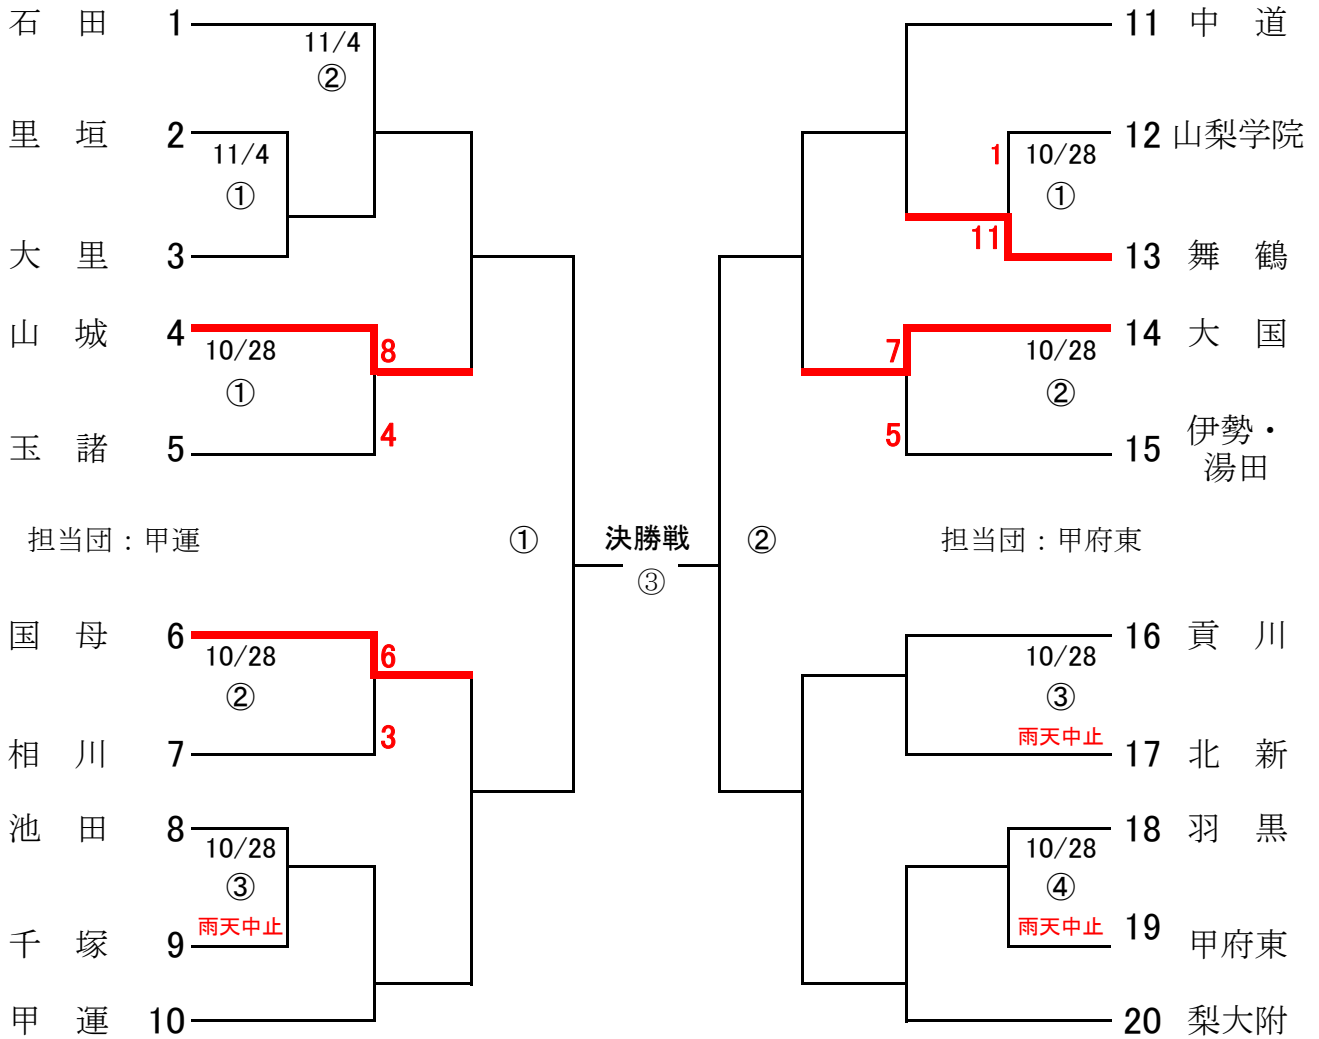 石 田 1
11/4
②
里 垣 2
11/4
①
大 里 3
山 城 4
10/28
①
8
玉 諸 5
4
担当団：甲運
①
国 母 6
10/28
②
6
相 川 7
3
池 田 8
10/28
③
雨天中止
千 塚 9
甲 運 10
決勝戦
③
11 中 道
12 山梨学院
1
10/28
①
11
13 舞 鶴
14 大 国
7
10/28
②
5
15 伊勢・
湯田
②
担当団：甲府東
16 貢 川
10/28
③
雨天中止
17 北 新
18 羽 黒
10/28
④
雨天中止
19 甲府東
20 梨大附